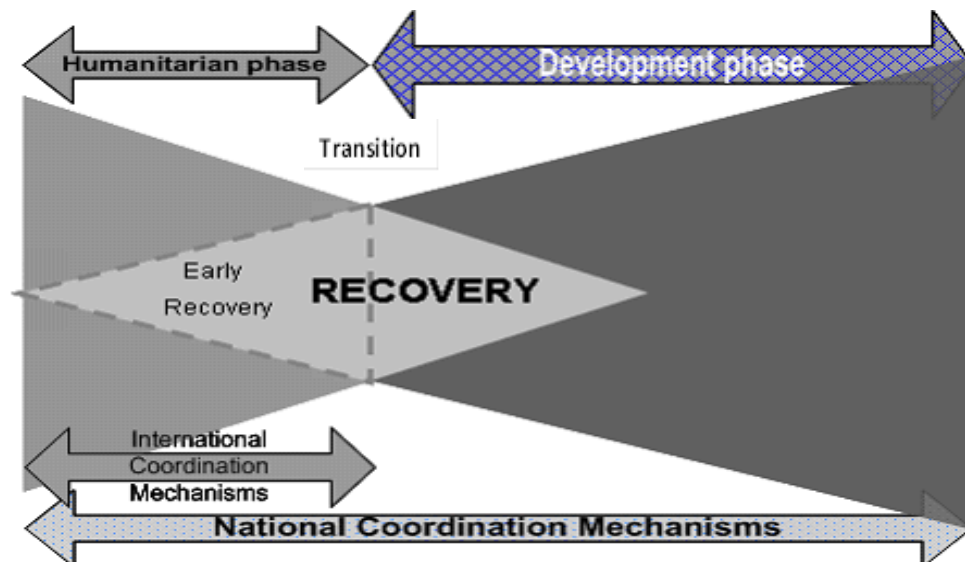 Humanitarian phase
Development phase
Transition
Early
Recovery
RECOVERY
International
Coordination
Mechanisms
National Coordination Mechanisms